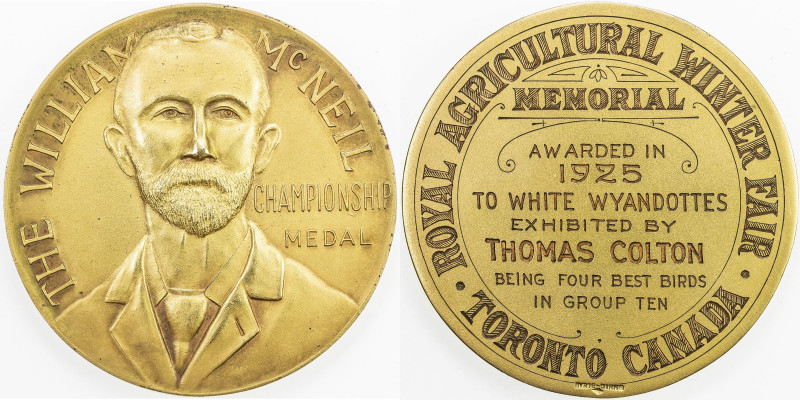 THE WILLIAM McNEIL
CHAMPIONSHIP
MEDAL
ROYAL AGRICULTURAL WINTER FAIR
MEMORIAL
AWARDED IN
1925
TO WHITE WYANDOTTES
EXHIBITED BY
THOMAS COLTON
BEING FOUR BEST BIRDS
IN GROUP TEN
TORONTO CANADA